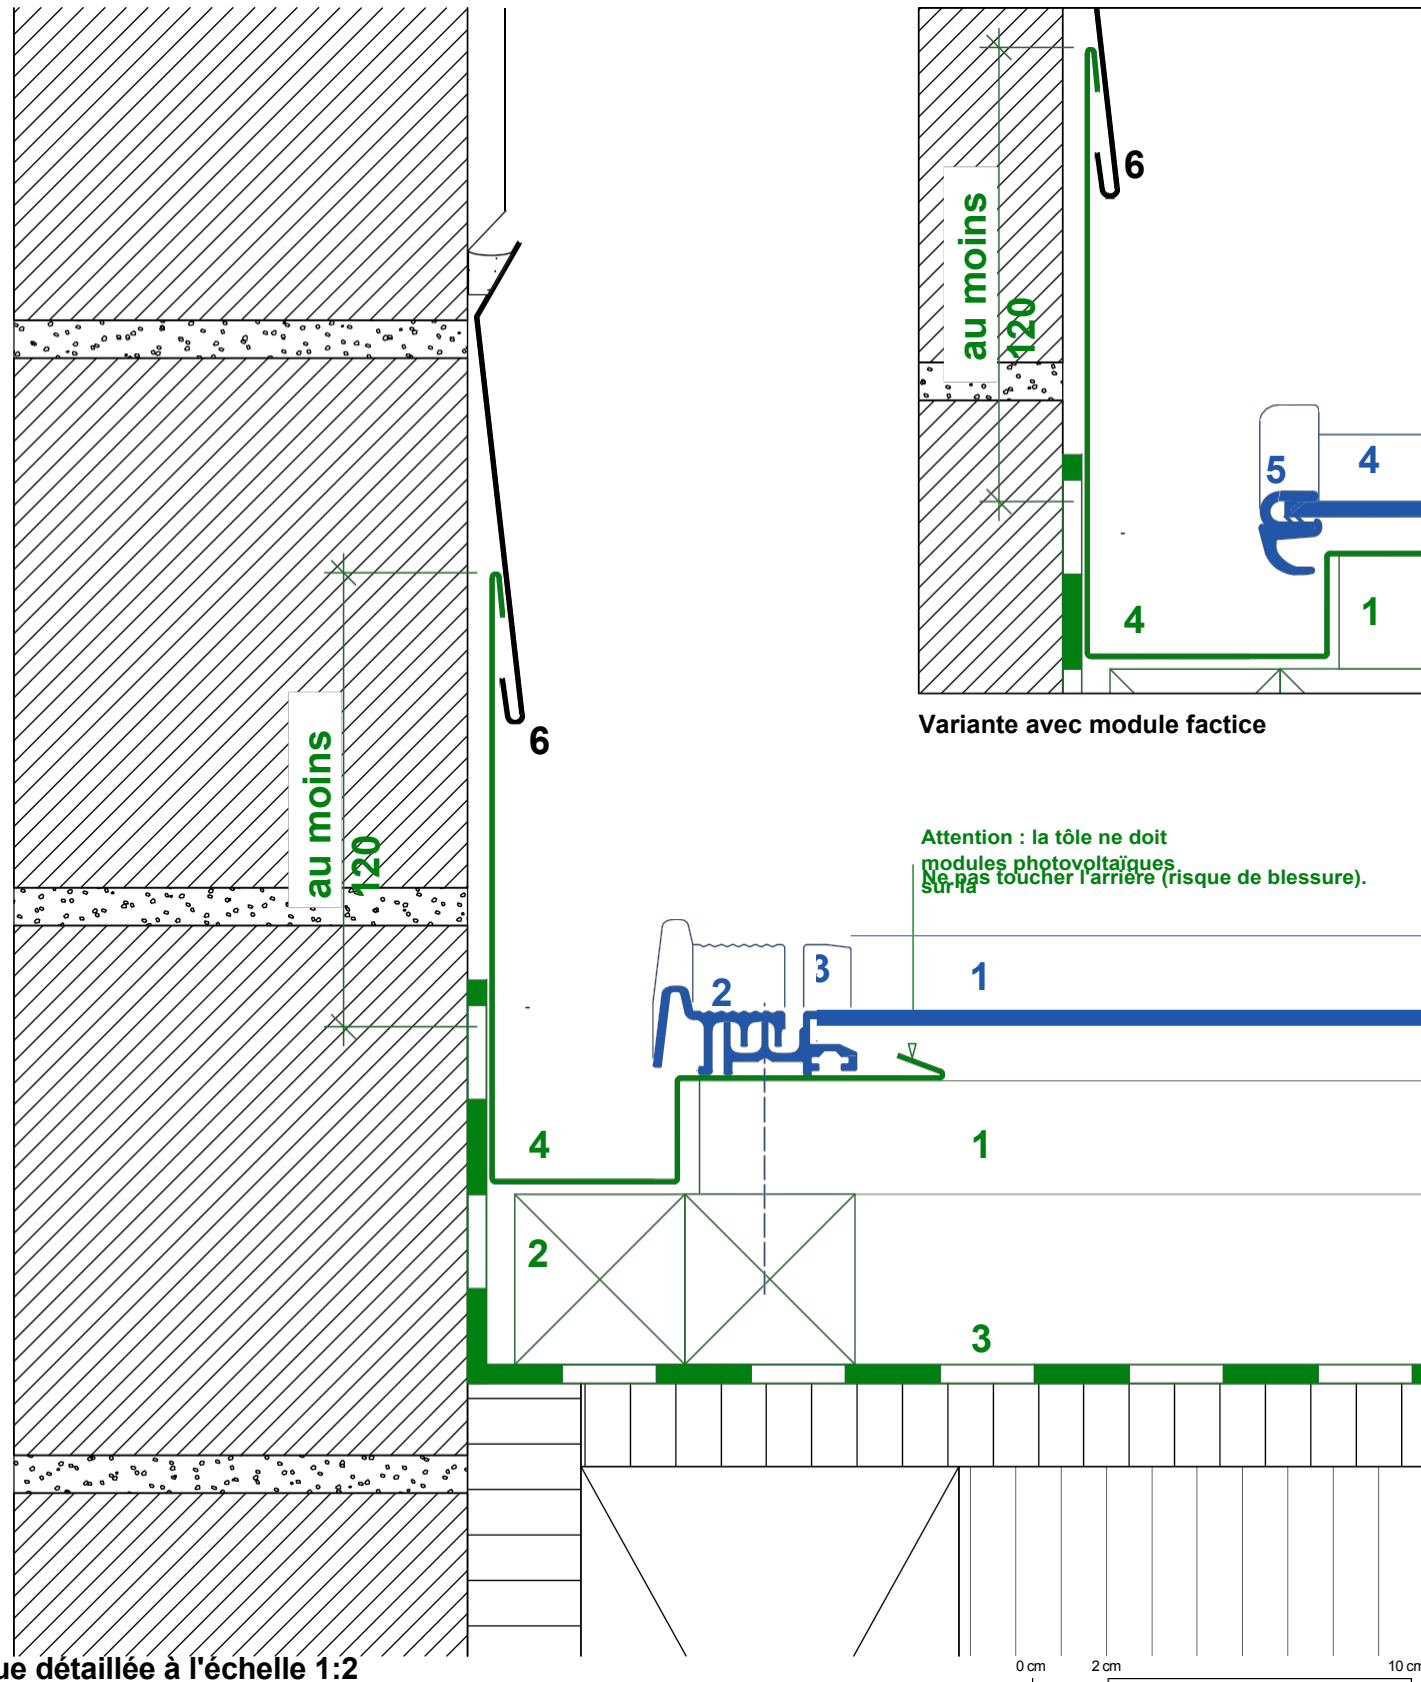 6
au moins
120
5
4
4
1
Variante avec module factice
6
au moins
120
Attention : la tôle ne doit
modules photovoltaïques
Ne pas toucher l'arrière (risque de blessure).
sur la
2
3
1
4
1
2
3
ue détaillée à l'échelle 1:2
0 cm 2 cm 10 cm